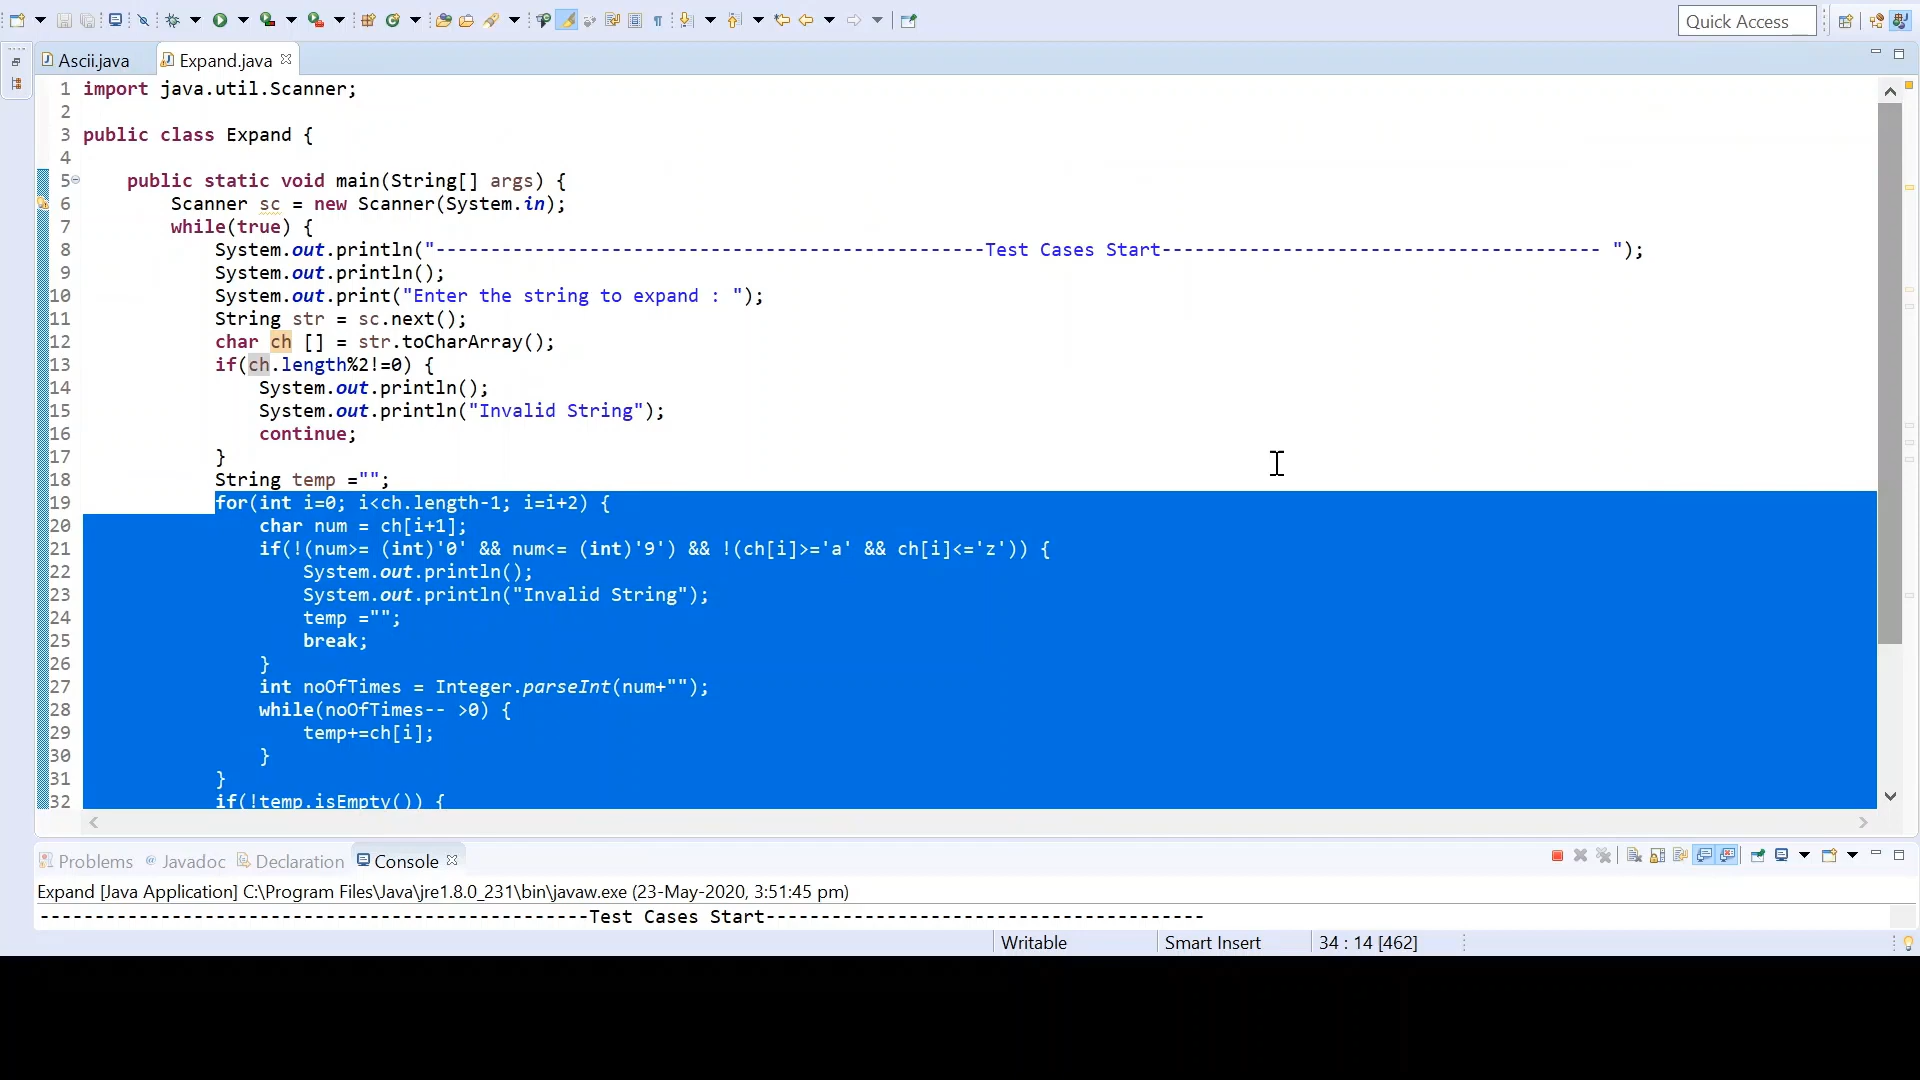 Quick Access
Ascii.java
Expand.java
1 import java.util.Scanner;
2
3 public class Expand {
4
5 public static void main(String[] args) {
6 Scanner sc = new Scanner(System.in);
7 while(true) {
8 System.out.println("--------------------------------------------------Test Cases Start---------------------------------------- ");
9 System.out.println();
10 System.out.print("Enter the string to expand : ");
11 String str = sc.next();
12 char ch [] = str.toCharArray();
13 if(ch.length%2!=0) {
14 System.out.println();
15 System.out.println("Invalid String");
16 continue;
17 }
18 String temp ="";
19 for(int i=0; i<ch.length-1; i=i+2) {
20 char num = ch[i+1];
21 if(!(num>= (int)'0' && num<= (int)'9') && !(ch[i]>='a' && ch[i]<='z')) {
22 System.out.println();
23 System.out.println("Invalid String");
24 temp ="";
25 break;
26 }
27 int noOfTimes = Integer.parseInt(num+"");
28 while(noOfTimes-- >0) {
29 temp+=ch[i];
30 }
31 }
32 if(!temp.isEmpty()) {
Problems Javadoc Declaration Console
Expand [Java Application] C:\Program Files\Java\jre1.8.0_231\bin\javaw.exe (23-May-2020, 3:51:45 pm)
--------------------------------------------------Test Cases Start----------------------------------------
Writable Smart Insert 34 : 14 [462]